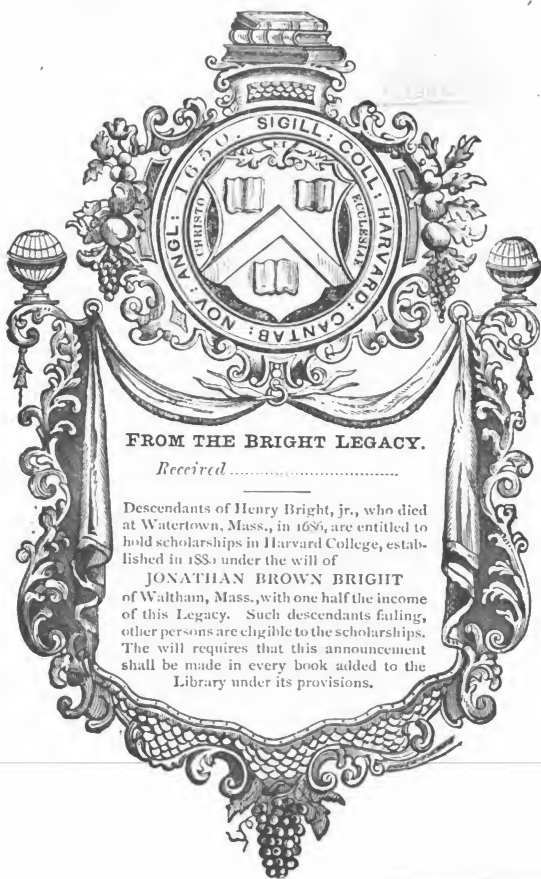 SIGILL : COLL : HARVARD : CANTAB : NOV : ANGL : 1650.
CHRISTO
ET
ECCLESIAE
FROM THE BRIGHT LEGACY.
Received ................................
Descendants of Henry Bright, jr., who died
at Watertown, Mass., in 1686, are entitled to
hold scholarships in Harvard College, estab-
lished in 1880 under the will of
JONATHAN BROWN BRIGHT
of Waltham, Mass., with one half the income
of this Legacy. Such descendants failing,
other persons are eligible to the scholarships.
The will requires that this announcement
shall be made in every book added to the
Library under its provisions.